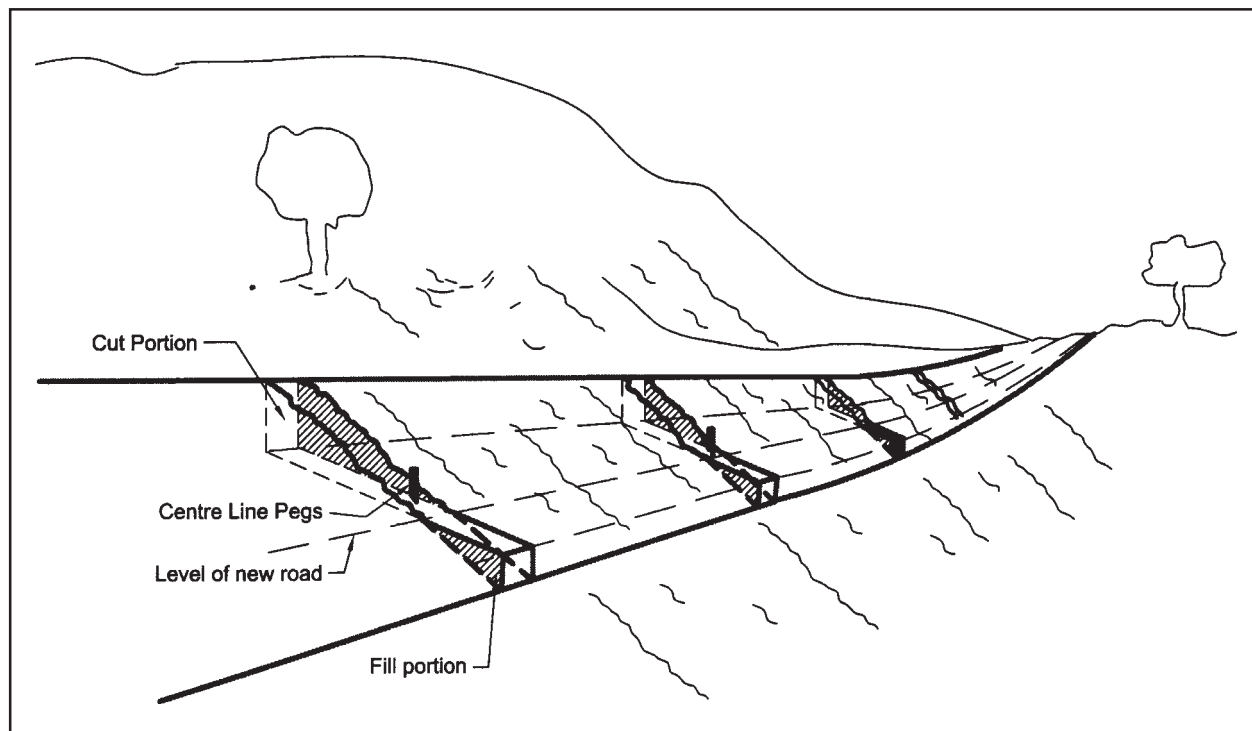 Cut Portion
Centre Line Pegs
Level of new road
Fill portion